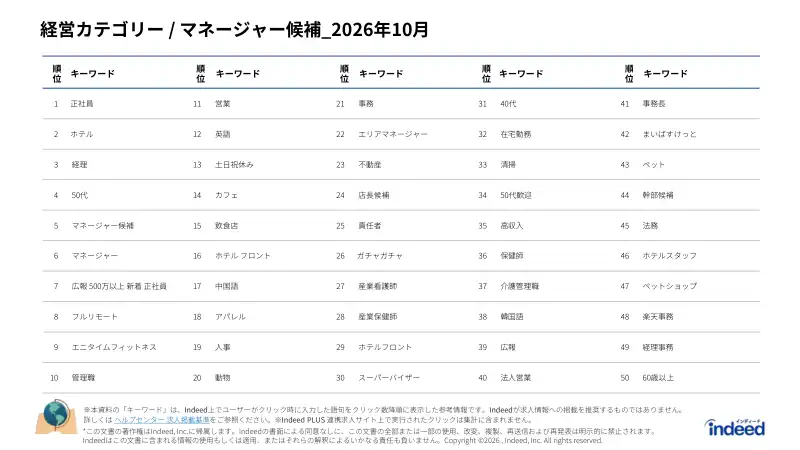 経営カテゴリー / マネージャー候補_2026年10月
順位 キーワード 順位 キーワード 順位 キーワード 順位 キーワード 順位 キーワード
1 正社員 11 営業 21 事務 31 40代 41 事務長
2 ホテル 12 英語 22 エリアマネージャー 32 在宅勤務 42 まいばすけっと
3 経理 13 土日祝休み 23 不動産 33 清掃 43 ペット
4 50代 14 カフェ 24 店長候補 34 50代歓迎 44 幹部候補
5 マネージャー候補 15 飲食店 25 責任者 35 高収入 45 法務
6 マネージャー 16 ホテル フロント 26 ガチャガチャ 36 保健師 46 ホテルスタッフ
7 広報 500万以上 新着 正社員 17 中国語 27 産業看護師 37 介護管理職 47 ペットショップ
8 フルリモート 18 アパレル 28 産業保健師 38 韓国語 48 楽天事務
9 エニタイムフィットネス 19 人事 29 ホテルフロント 39 広報 49 経理事務
10 管理職 20 動物 30 スーパーバイザー 40 法人営業 50 60歳以上
※本資料の「キーワード」は、Indeed上でユーザーがクリック時に入力した語句をクリック数降順に表示した参考情報です。Indeedが求人情報への掲載を推奨するものではありません。
詳しくは ヘルプセンター 求人掲載基準をご参照ください。※Indeed PLUS 連携求人サイト上で実行されたクリックは集計に含まれません。
*この文書の著作権はIndeed, Inc.に帰属します。Indeedの書面による同意なしに、この文書の全部または一部の使用、改変、複製、再送信および再発表は明示的に禁止されます。
Indeedはこの文書に含まれる情報の使用もしくは適用、またはそれらの解釈によるいかなる責任も負いません。Copyright ©2026 , Indeed, Inc. All rights reserved.
インディード
indeed